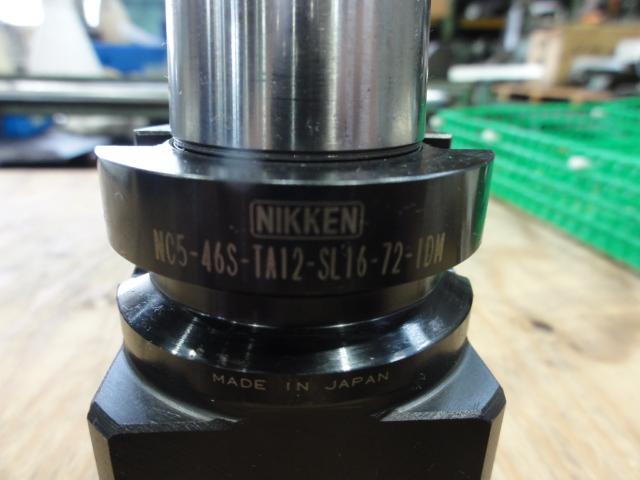 NIKKEN
NC5-46S-TA12-SL16-72-IDM
MADE IN JAPAN